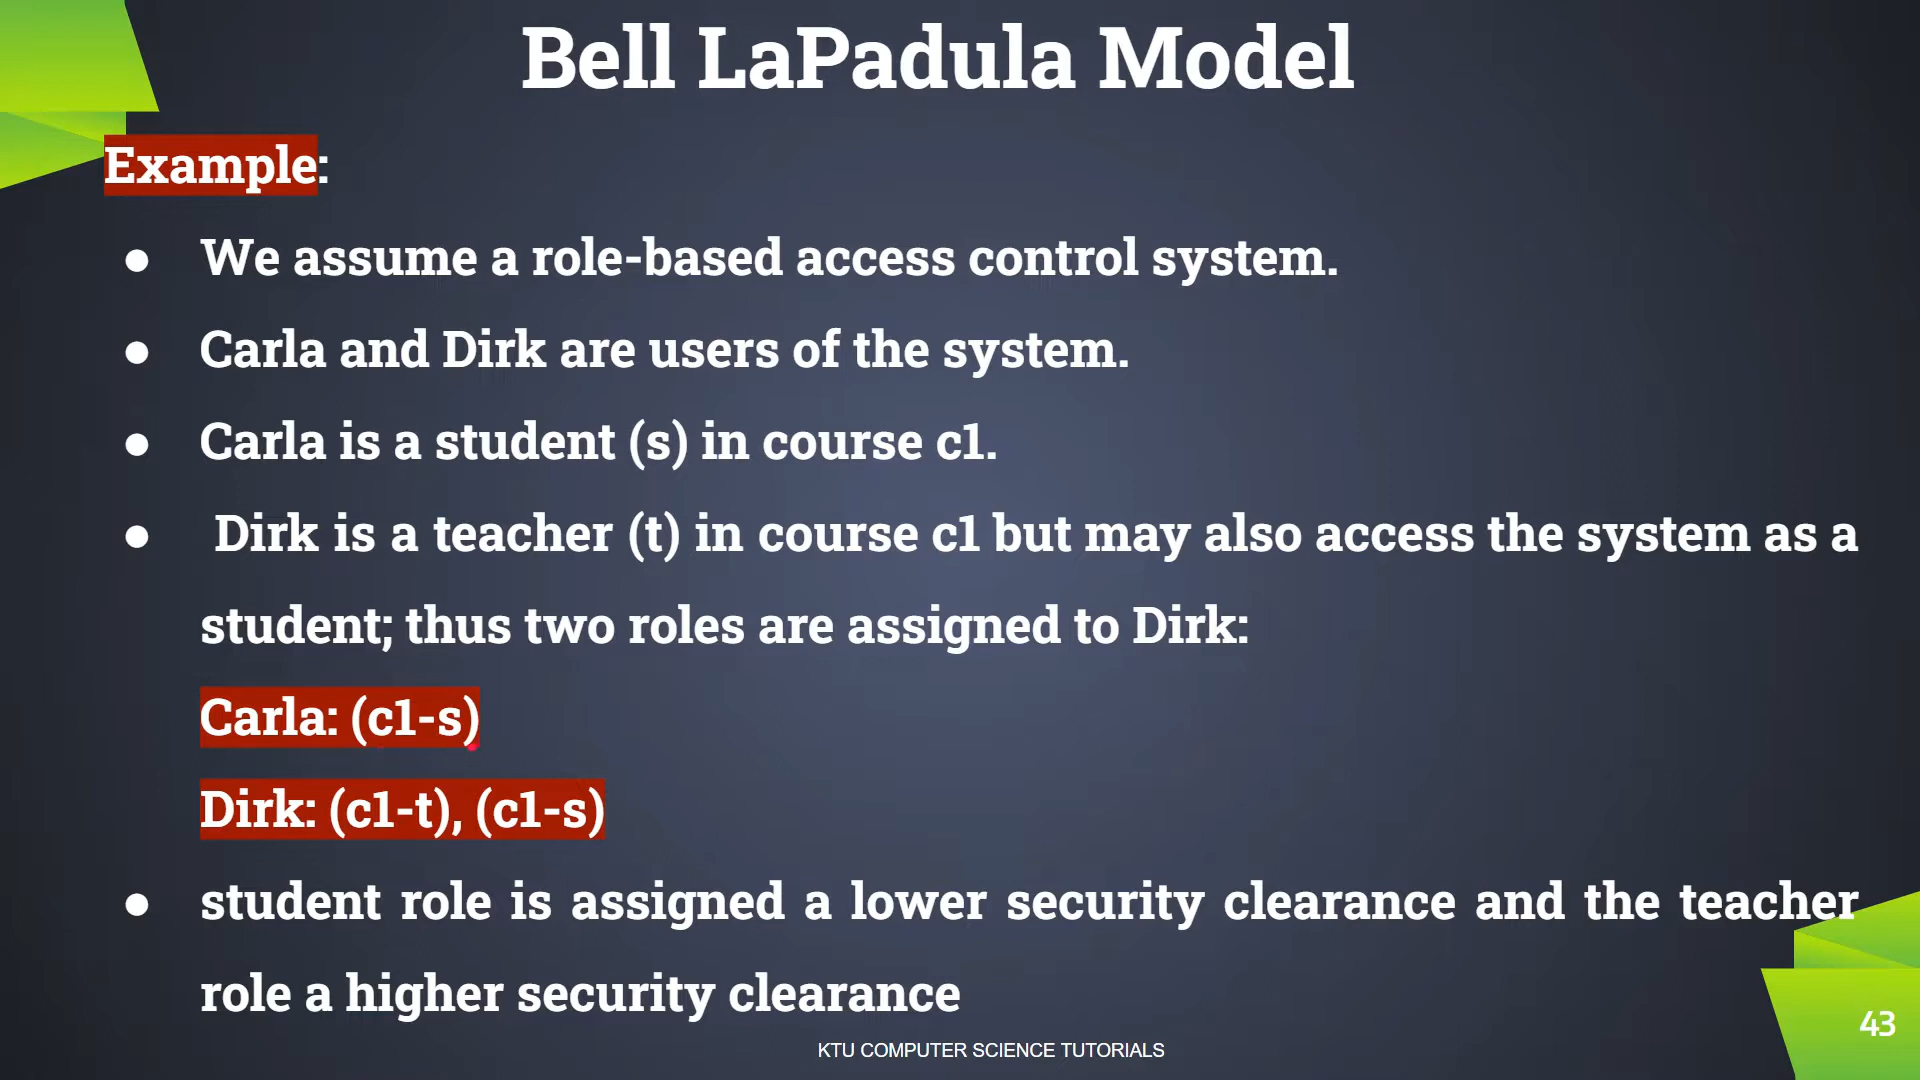 Bell LaPadula Model
Example:
● We assume a role-based access control system.
● Carla and Dirk are users of the system.
● Carla is a student (s) in course c1.
● Dirk is a teacher (t) in course c1 but may also access the system as a
student; thus two roles are assigned to Dirk:
Carla: (c1-s)
Dirk: (c1-t), (c1-s)
● student role is assigned a lower security clearance and the teacher
role a higher security clearance
43
KTU COMPUTER SCIENCE TUTORIALS